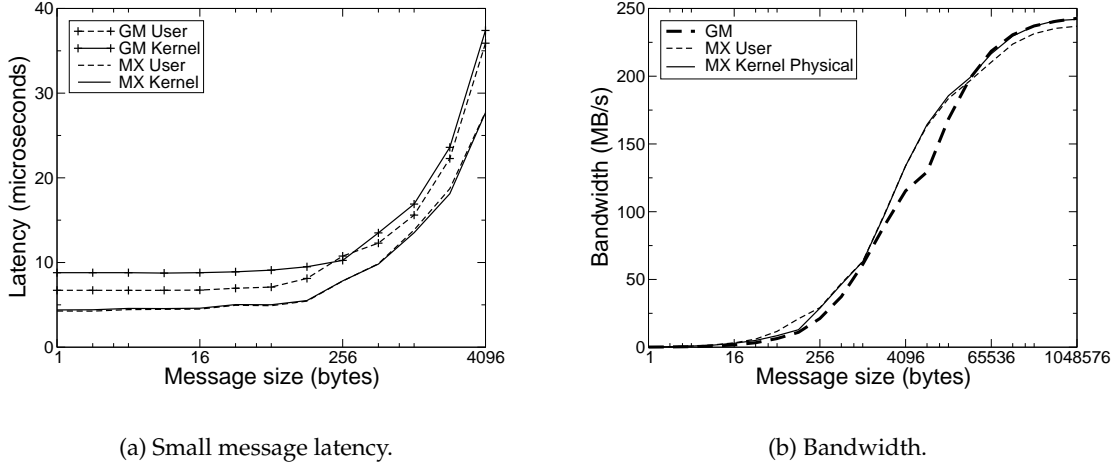 50
40
30
20
10
0
Latency (microseconds)
GM User
GM Kernel
MX User
MX Kernel
1 16 256 4096
Message size (bytes)
(a) Small message latency.
250
200
150
100
50
0
Bandwidth (MB/s)
GM
MX User
MX Kernel Physical
1 16 256 4096 65536 1048576
Message size (bytes)
(b) Bandwidth.